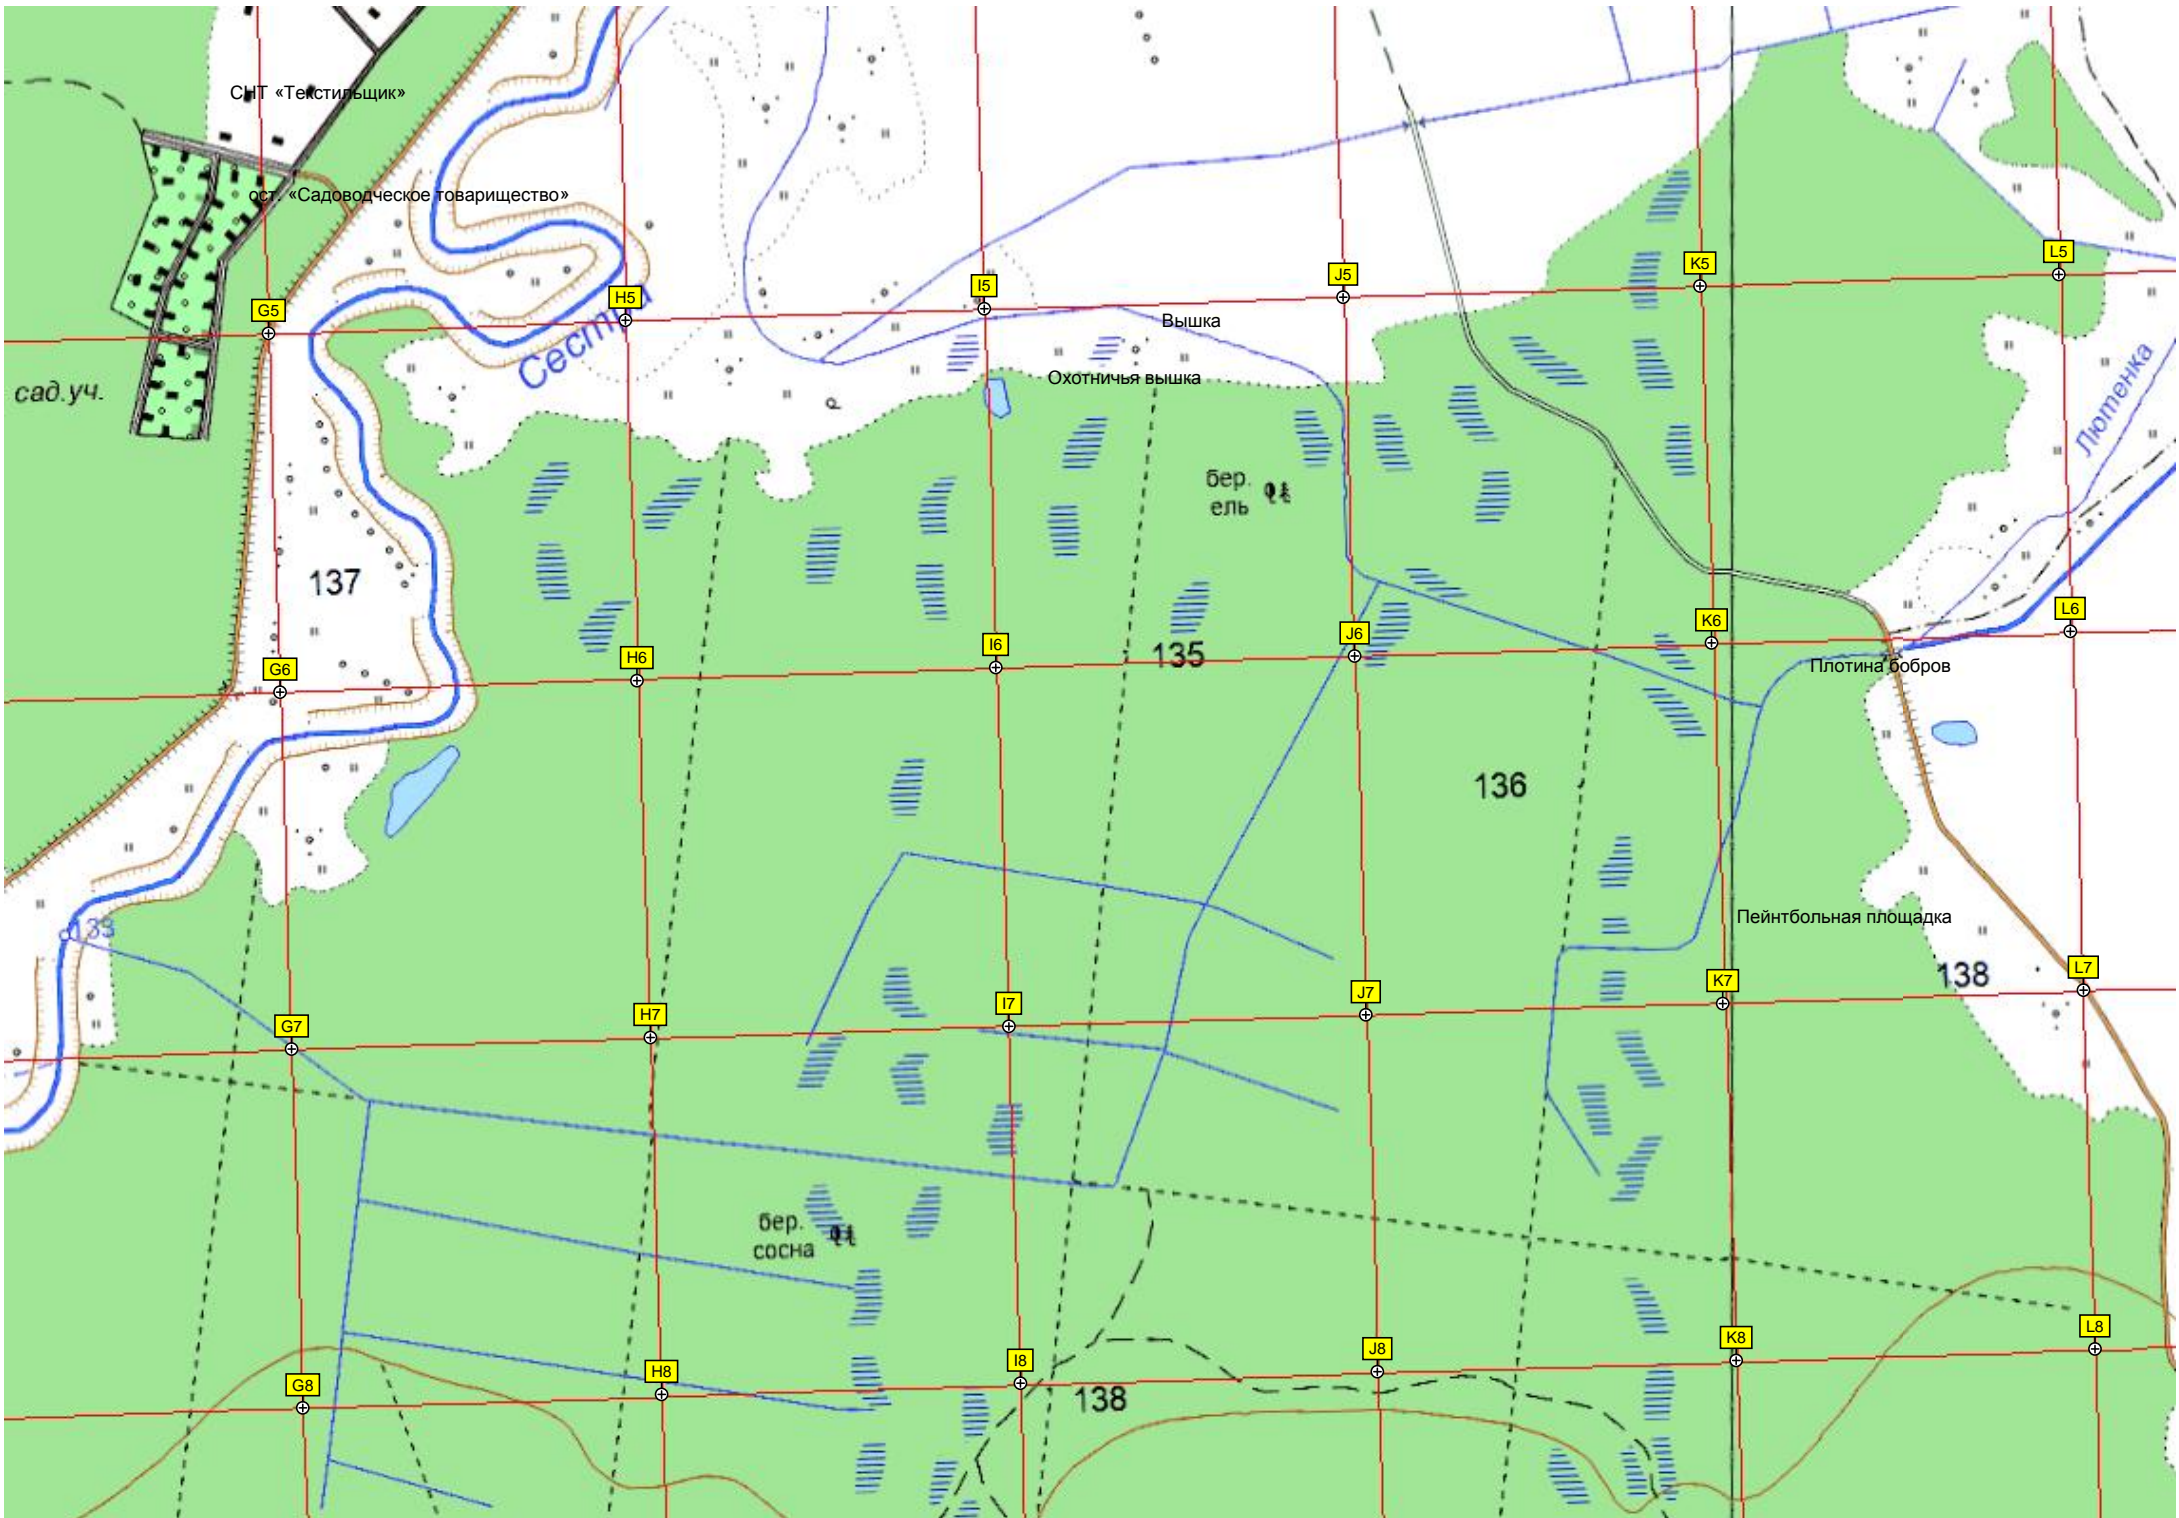 СНТ «Текстильщик»
ост. «Садоводческое товарищество»
L5
K5
J5
I5
H5
G5
Сестра
Вышка
Охотничья вышка
сад.уч.
Лютенка
бер.
ель
137
L6
K6
J6
I6
H6
G6
135
Плотина бобров
136
133
Пейнтбольная площадка
138
L7
K7
J7
I7
H7
G7
бер.
сосна
L8
K8
J8
I8
H8
G8
138